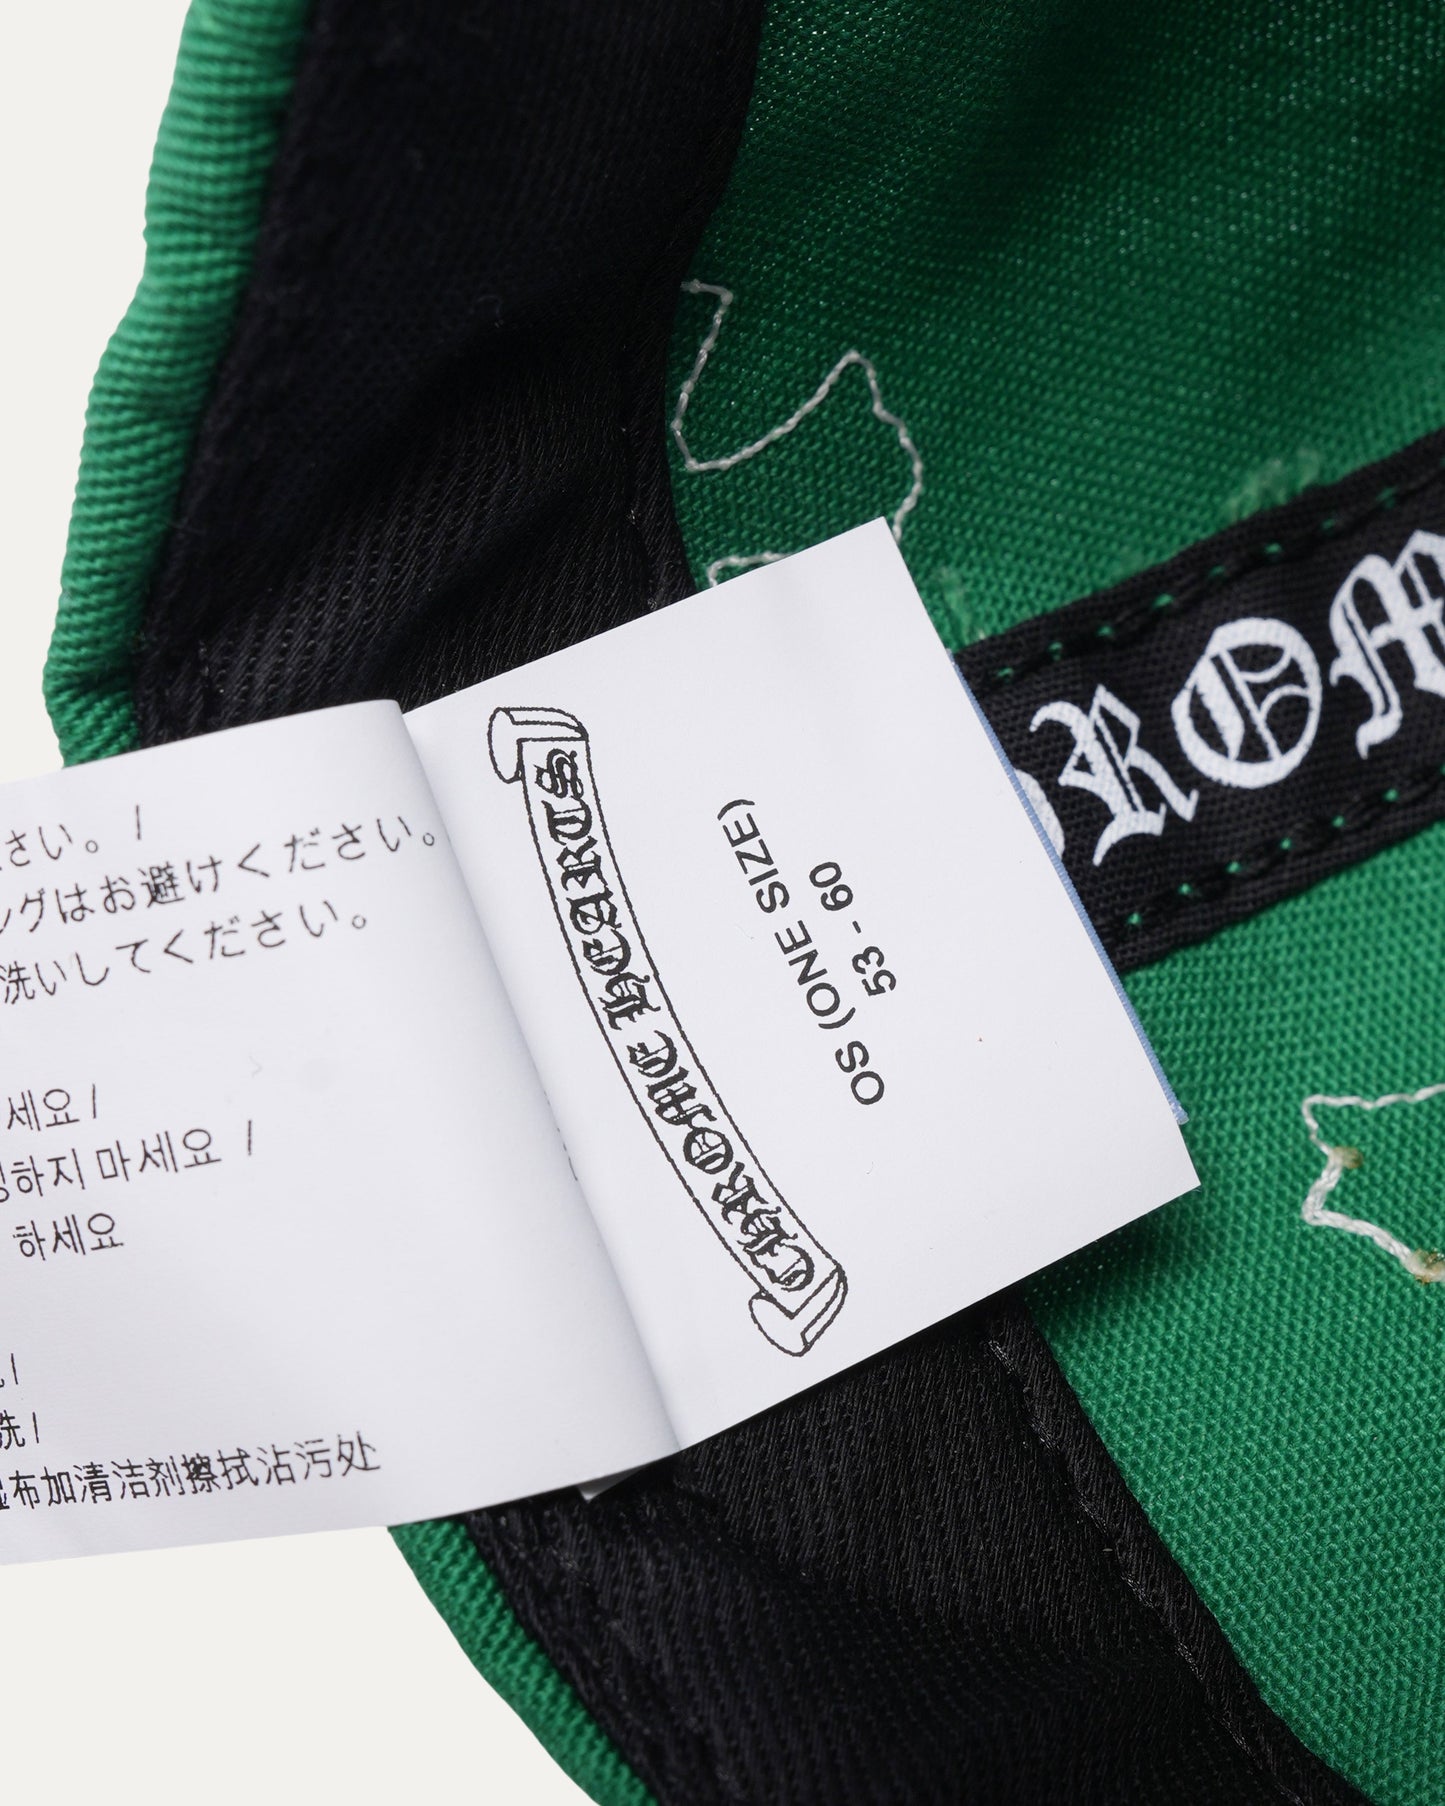 さい。 /
グはお避けください。
洗いしてください。
세요 /
하지 마세요 /
하세요
洗 /
布加清洁剂擦拭沾污处
CHROME HEARTS
OS (ONE SIZE)
53 - 60
ROM